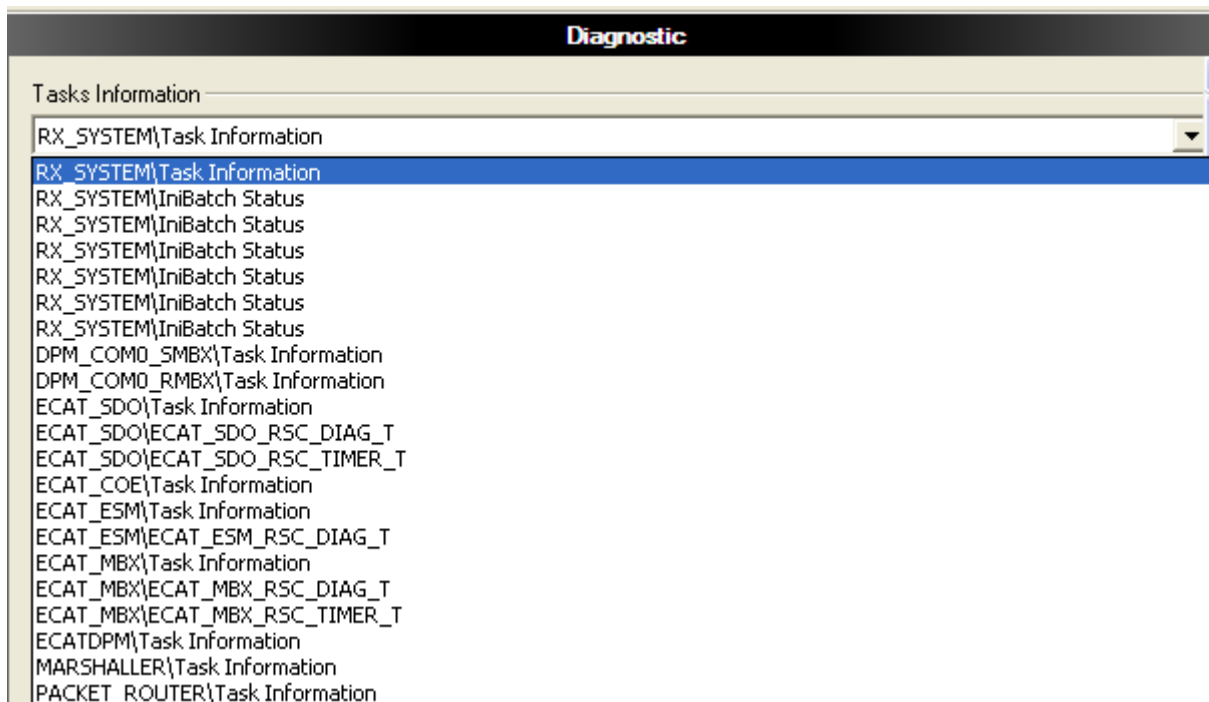 Diagnostic
Tasks Information
RX_SYSTEM\Task Information
RX_SYSTEM\Task Information
RX_SYSTEM\IniBatch Status
RX_SYSTEM\IniBatch Status
RX_SYSTEM\IniBatch Status
RX_SYSTEM\IniBatch Status
RX_SYSTEM\IniBatch Status
RX_SYSTEM\IniBatch Status
DPM_COM0_SMBX\Task Information
DPM_COM0_RMBX\Task Information
ECAT_SDO\Task Information
ECAT_SDO\ECAT_SDO_RSC_DIAG_T
ECAT_SDO\ECAT_SDO_RSC_TIMER_T
ECAT_COE\Task Information
ECAT_ESM\Task Information
ECAT_ESM\ECAT_ESM_RSC_DIAG_T
ECAT_MBX\Task Information
ECAT_MBX\ECAT_MBX_RSC_DIAG_T
ECAT_MBX\ECAT_MBX_RSC_TIMER_T
ECATDPM\Task Information
MARSHALLER\Task Information
PACKET_ROUTER\Task Information